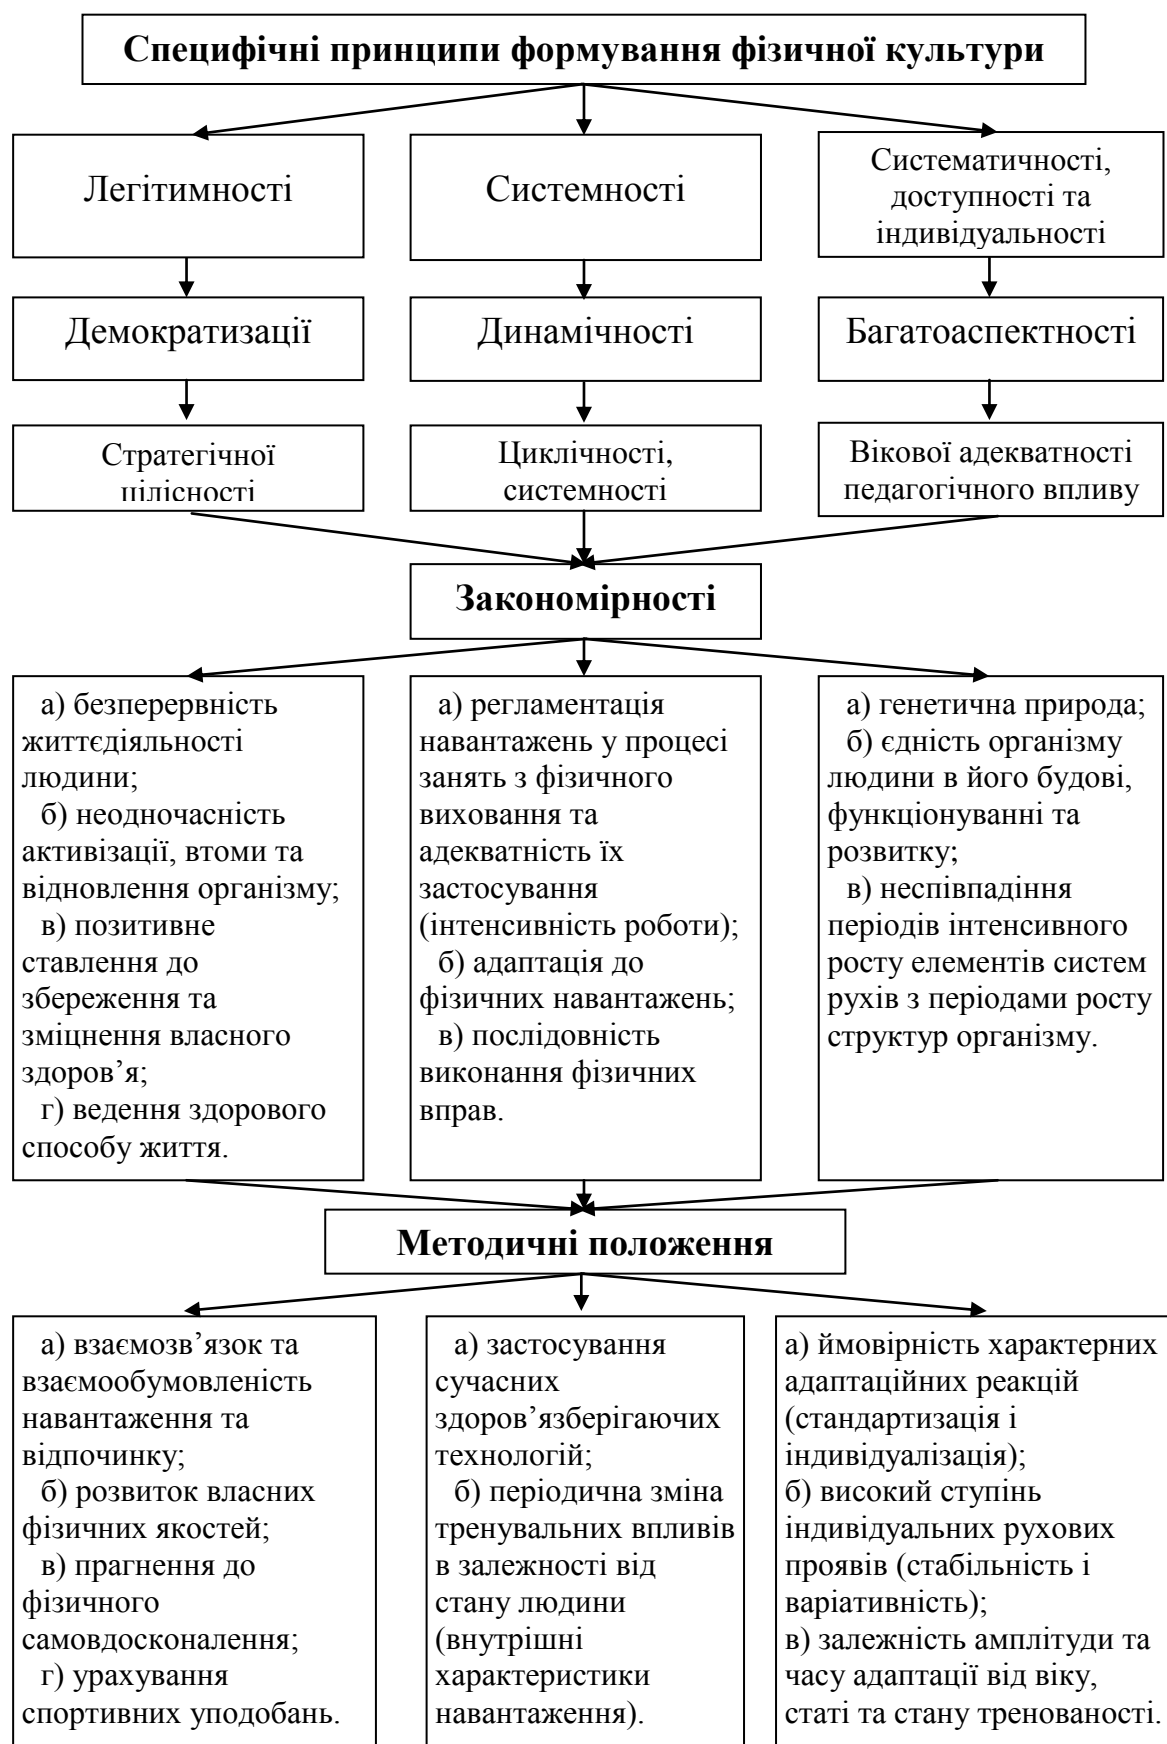 Специфічні принципи формування фізичної культури
Легітимності
Системності
Систематичності,
доступності та
індивідуальності
Демократизації
Динамічності
Багатоаспектності
Стратегічної
цілісності
Циклічності,
системності
Вікової адекватності
педагогічного впливу
Закономірності
а) безперервність
життєдіяльності
людини;
б) неодночасність
активізації, втоми та
відновлення організму;
в) позитивне
ставлення до
збереження та
зміцнення власного
здоров’я;
г) ведення здорового
способу життя.
а) регламентація
навантажень у процесі
занять з фізичного
виховання та
адекватність їх
застосування
(інтенсивність роботи);
б) адаптація до
фізичних навантажень;
в) послідовність
виконання фізичних
вправ.
а) генетична природа;
б) єдність організму
людини в його будові,
функціонуванні та
розвитку;
в) неспівпадіння
періодів інтенсивного
росту елементів систем
рухів з періодами росту
структур організму.
Методичні положення
а) взаємозв’язок та
взаємообумовленість
навантаження та
відпочинку;
б) розвиток власних
фізичних якостей;
в) прагнення до
фізичного
самовдосконалення;
г) урахування
спортивних уподобань.
а) застосування
сучасних
здоров’язберігаючих
технологій;
б) періодична зміна
тренувальних впливів
в залежності від
стану людини
(внутрішні
характеристики
навантаження).
а) ймовірність характерних
адаптаційних реакцій
(стандартизація і
індивідуалізація);
б) високий ступінь
індивідуальних рухових
проявів (стабільність і
варіативність);
в) залежність амплітуди та
часу адаптації від віку,
статі та стану тренованості.